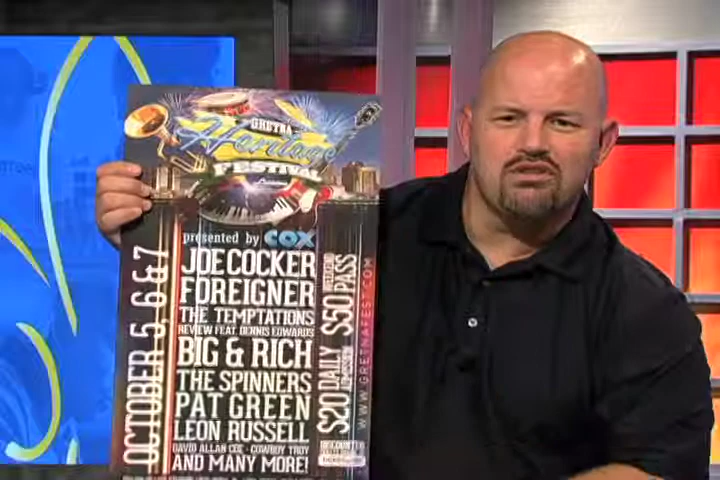 GRETNA
Heritage
FESTIVAL
presented by COX
OCTOBER 5, 6 & 7
JOE COCKER
FOREIGNER
THE TEMPTATIONS
REVIEW FEAT. DENNIS EDWARDS
BIG & RICH
THE SPINNERS
PAT GREEN
LEON RUSSELL
DAVID ALLAN COE - COWBOY TROY
AND MANY MORE!
$20 DAILY ADMISSION
$50 WEEKEND PASS
WWW.GRETNAFEST.COM